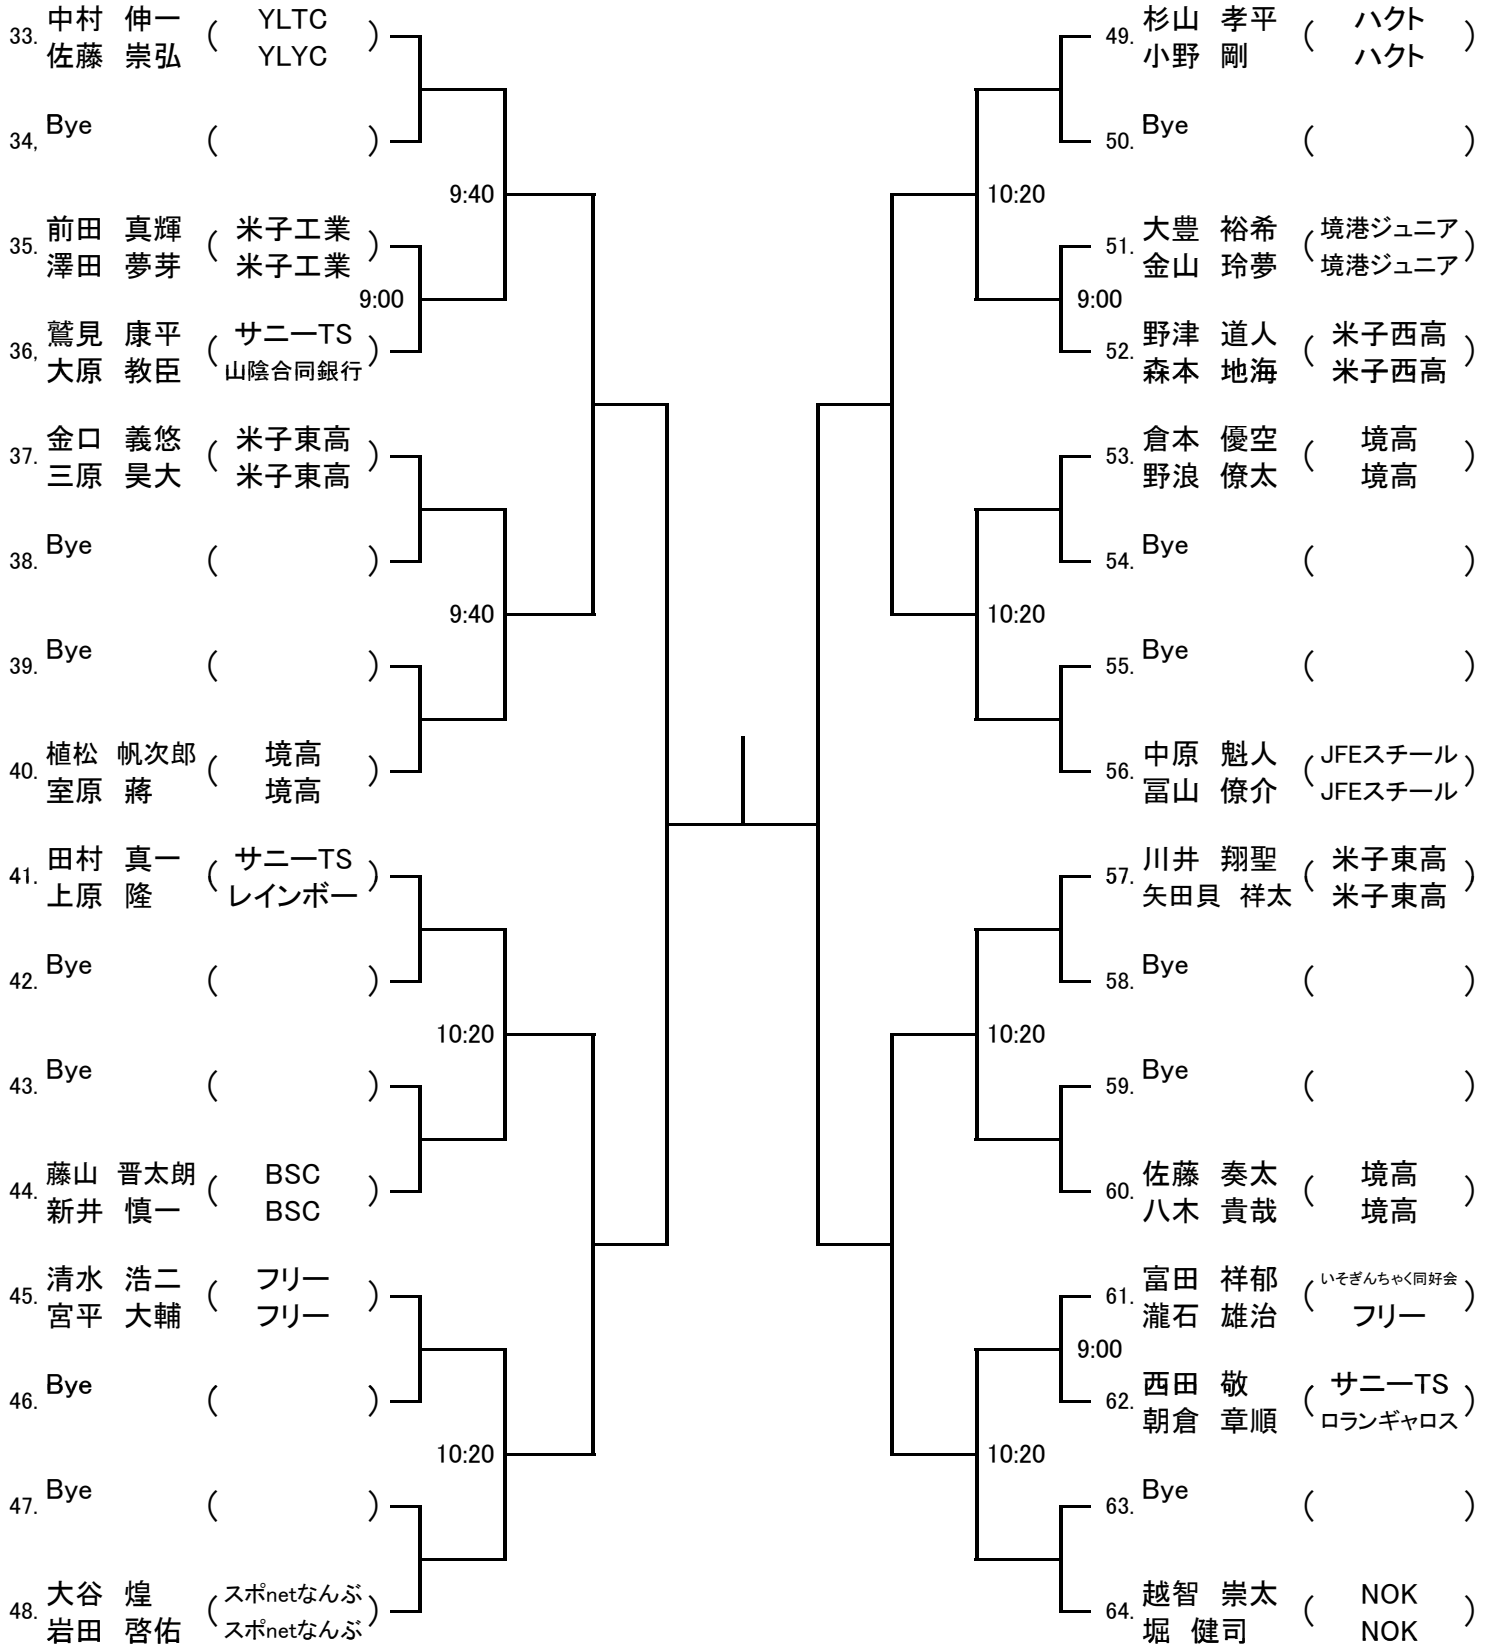 33. 中村 伸一 ( YLTC )
佐藤 崇弘 YLYC
34, Bye ( )
9:40
35. 前田 真輝 ( 米子工業 )
澤田 夢芽 米子工業
9:00
36, 鷲見 康平 ( サニーTS )
大原 教臣 山陰合同銀行
37. 金口 義悠 ( 米子東高 )
三原 昊大 米子東高
38. Bye ( )
9:40
39. Bye ( )
40. 植松 帆次郎 ( 境高 )
室原 蔣 境高
41. 田村 真一 ( サニーTS )
上原 隆 レインボー
42. Bye ( )
10:20
43. Bye ( )
44. 藤山 晋太朗 ( BSC )
新井 慎一 BSC
45. 清水 浩二 ( フリー )
宮平 大輔 フリー
46. Bye ( )
10:20
47. Bye ( )
48. 大谷 煌 ( スポnetなんぶ )
岩田 啓佑 スポnetなんぶ
49. 杉山 孝平 ( ハクト )
小野 剛 ハクト
50. Bye ( )
10:20
51. 大豊 裕希 ( 境港ジュニア )
金山 玲夢 境港ジュニア
9:00
52. 野津 道人 ( 米子西高 )
森本 地海 米子西高
53. 倉本 優空 ( 境高 )
野浪 僚太 境高
54. Bye ( )
10:20
55. Bye ( )
56. 中原 魁人 ( JFEスチール )
冨山 僚介 JFEスチール
57. 川井 翔聖 ( 米子東高 )
矢田貝 祥太 米子東高
58. Bye ( )
10:20
59. Bye ( )
60. 佐藤 奏太 ( 境高 )
八木 貴哉 境高
61. 富田 祥郁 ( いそぎんちゃく同好会 )
瀧石 雄治 フリー
9:00
62. 西田 敬 ( サニーTS )
朝倉 章順 ロランギャロス
10:20
63. Bye ( )
64. 越智 崇太 ( NOK )
堀 健司 NOK